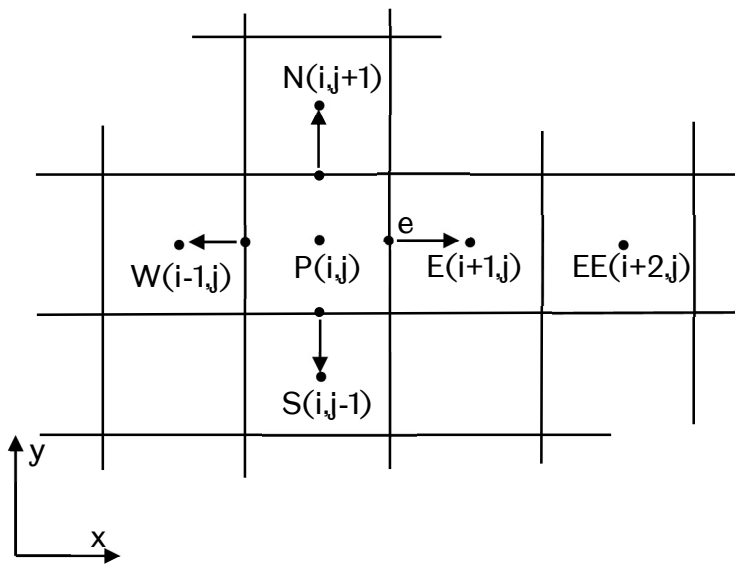 N(i,j+1)
e
W(i-1,j)
P(i,j)
E(i+1,j)
EE(i+2,j)
S(i,j-1)
y
x